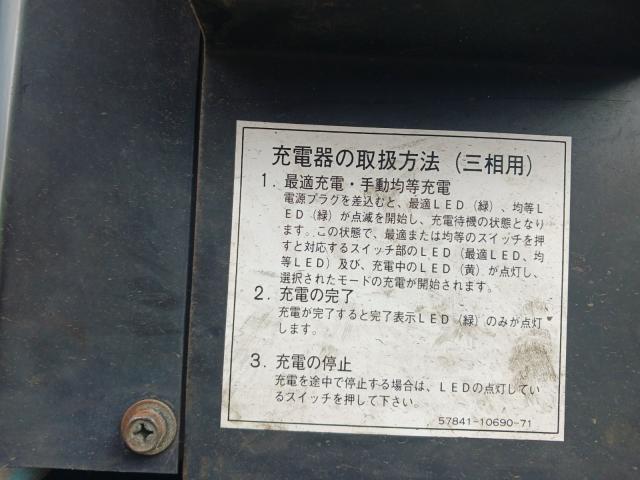 充電器の取扱方法（三相用）
1．最適充電・手動均等充電
電源プラグを差込むと、最適LED（緑）、均等L
ED（緑）が点滅を開始し、充電待機の状態となり
ます。この状態で、最適または均等のスイッチを押
すと対応するスイッチ部のLED（最適LED、均
等LED）及び、充電中のLED（黄）が点灯し、
選択されたモードの充電が開始されます。
2．充電の完了
充電が完了すると完了表示LED（緑）のみが点灯
します。
3．充電の停止
充電を途中で停止する場合は、LEDの点灯してい
るスイッチを押して下さい。
57841-10690-71